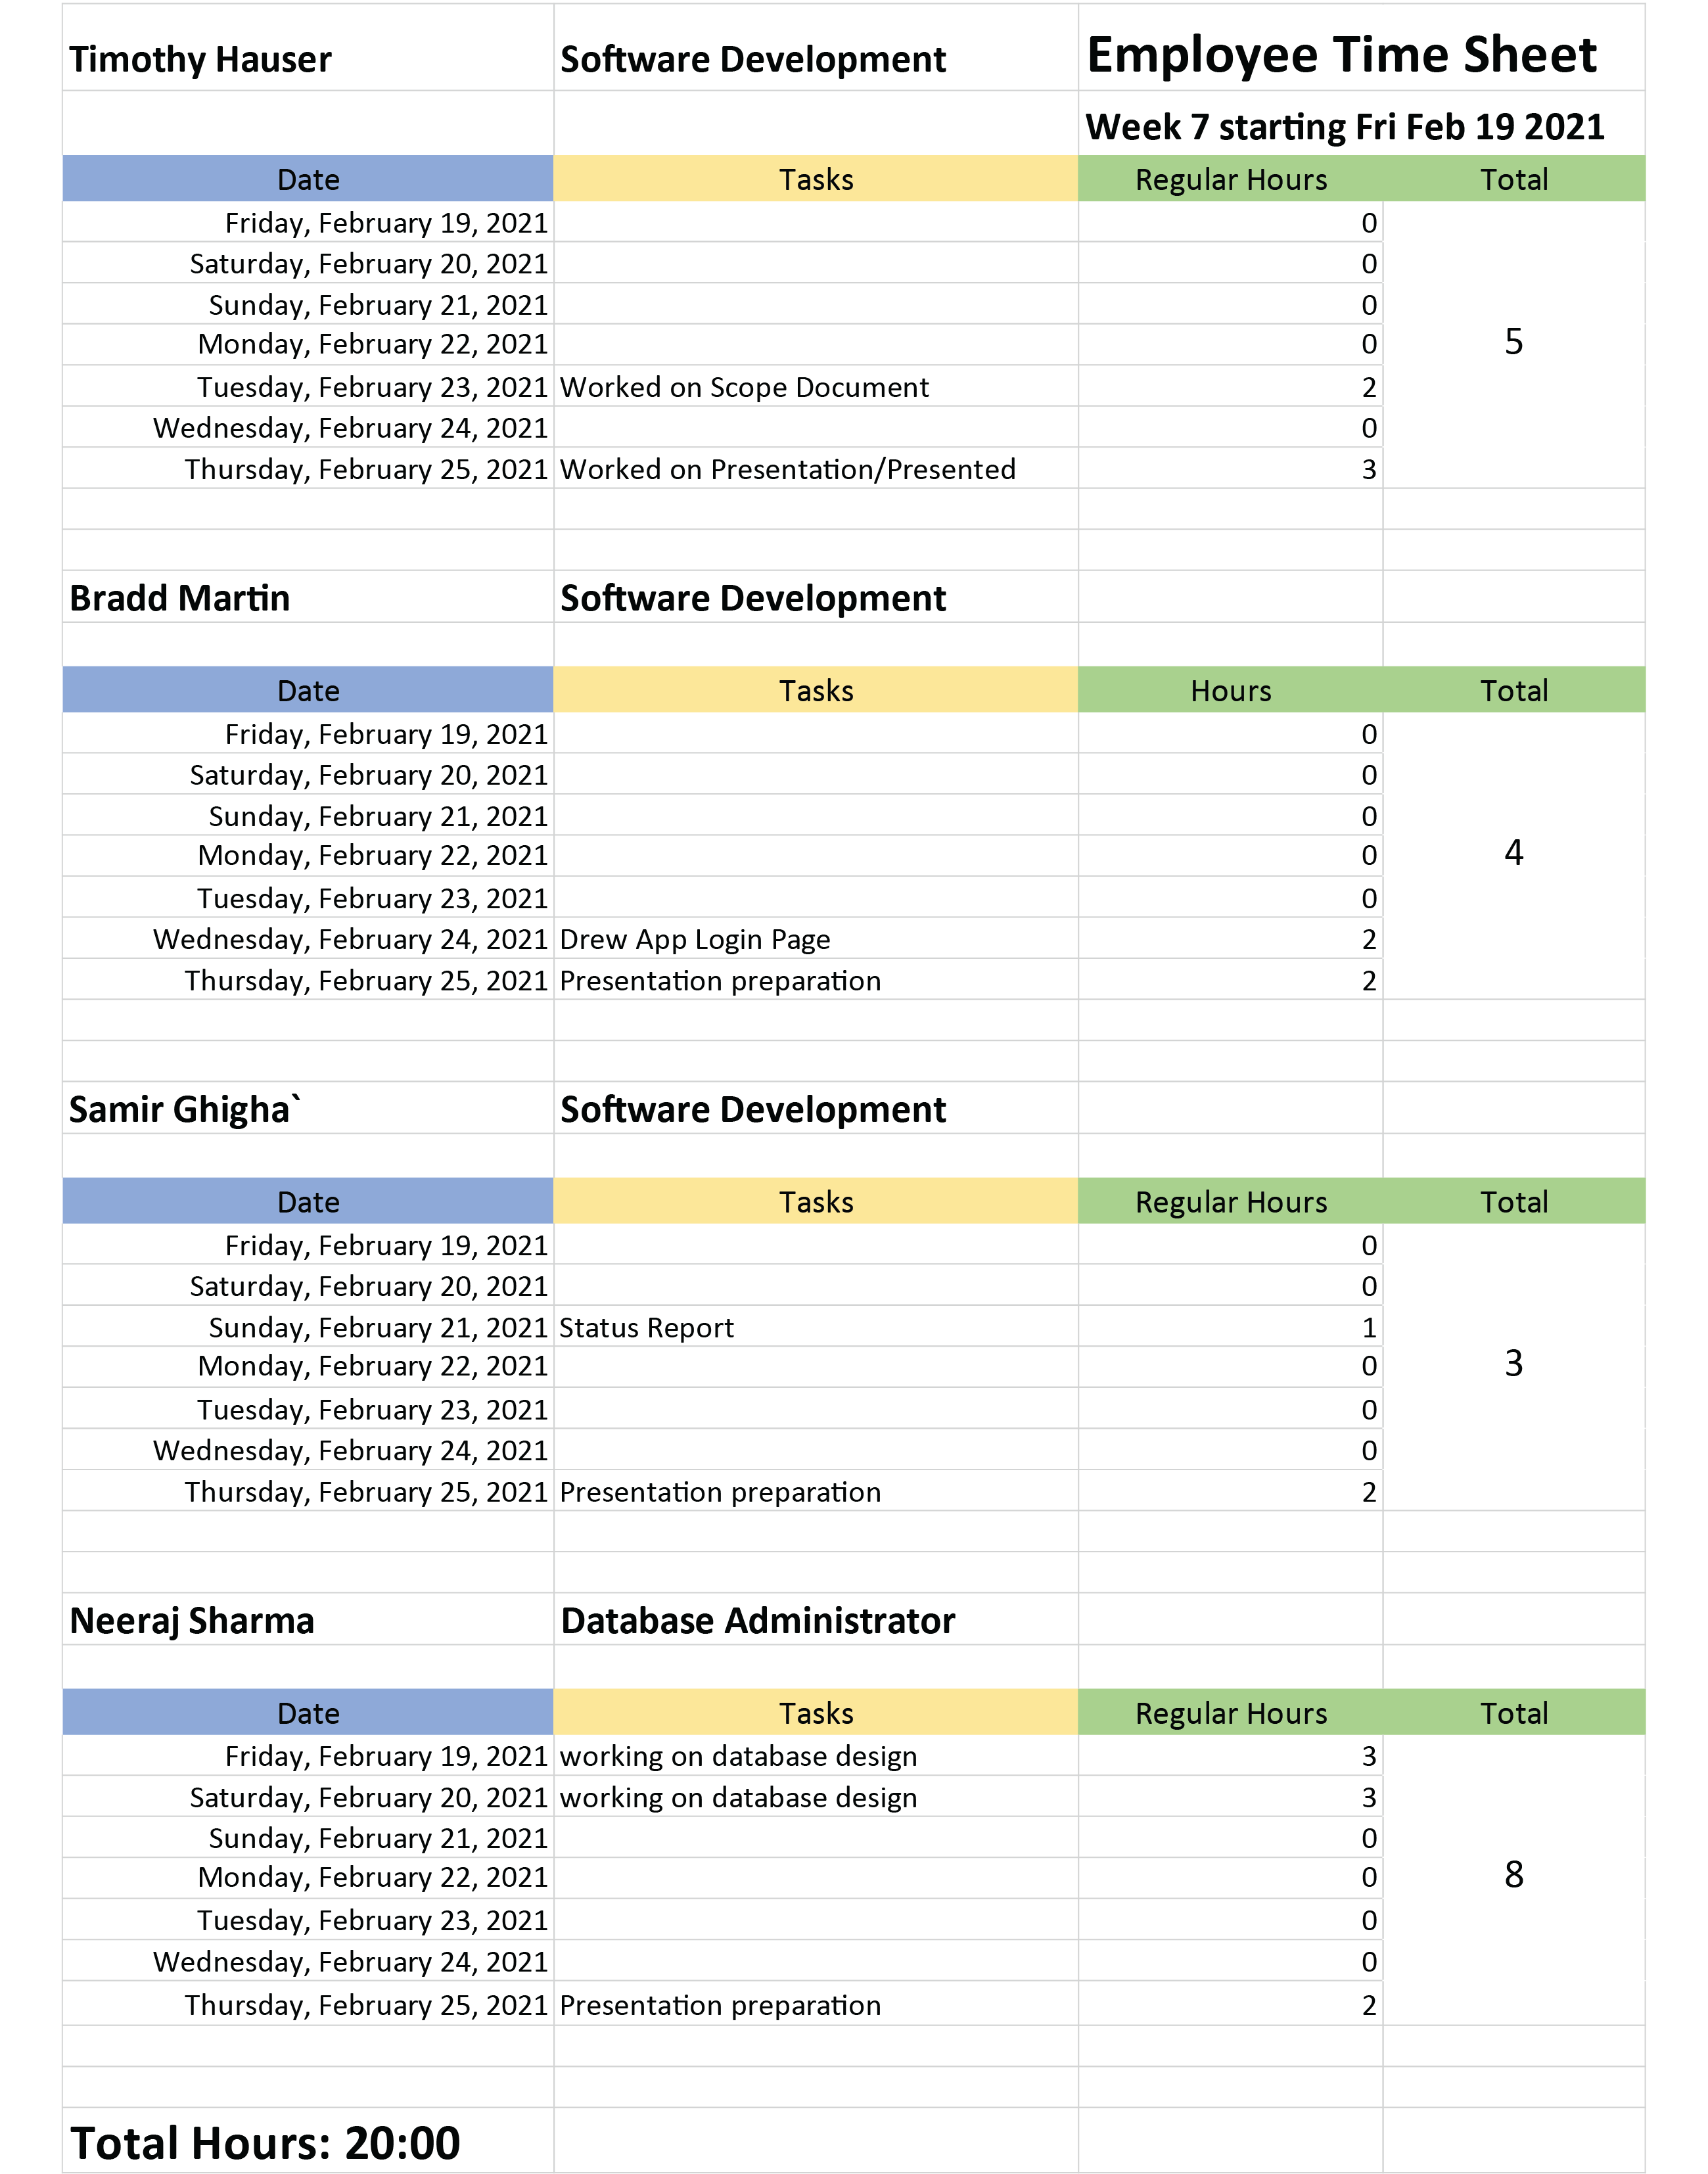 Timothy Hauser Software Development Employee Time Sheet
Week 7 starting Fri Feb 19 2021
Date Tasks Regular Hours Total
Friday, February 19, 2021 0
Saturday, February 20, 2021 0
Sunday, February 21, 2021 0
Monday, February 22, 2021 0 5
Tuesday, February 23, 2021 Worked on Scope Document 2
Wednesday, February 24, 2021 0
Thursday, February 25, 2021 Worked on Presentation/Presented 3
Bradd Martin Software Development
Date Tasks Hours Total
Friday, February 19, 2021 0
Saturday, February 20, 2021 0
Sunday, February 21, 2021 0
Monday, February 22, 2021 0 4
Tuesday, February 23, 2021 0
Wednesday, February 24, 2021 Drew App Login Page 2
Thursday, February 25, 2021 Presentation preparation 2
Samir Ghigha` Software Development
Date Tasks Regular Hours Total
Friday, February 19, 2021 0
Saturday, February 20, 2021 0
Sunday, February 21, 2021 Status Report 1
Monday, February 22, 2021 0 3
Tuesday, February 23, 2021 0
Wednesday, February 24, 2021 0
Thursday, February 25, 2021 Presentation preparation 2
Neeraj Sharma Database Administrator
Date Tasks Regular Hours Total
Friday, February 19, 2021 working on database design 3
Saturday, February 20, 2021 working on database design 3
Sunday, February 21, 2021 0
Monday, February 22, 2021 0 8
Tuesday, February 23, 2021 0
Wednesday, February 24, 2021 0
Thursday, February 25, 2021 Presentation preparation 2
Total Hours: 20:00